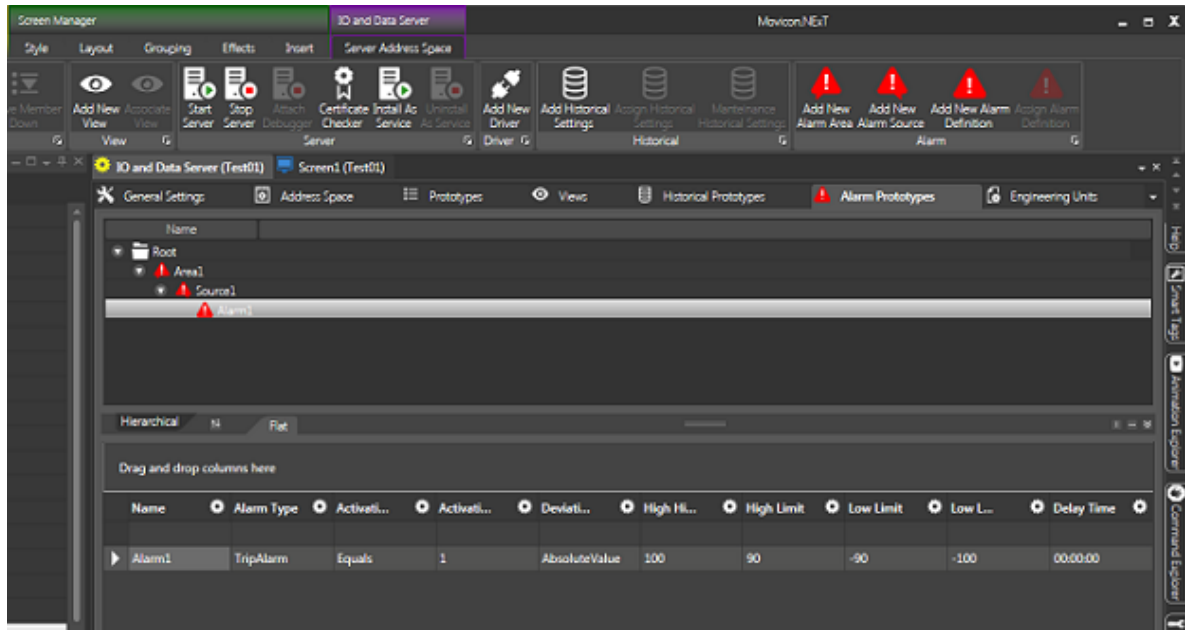 Screen Manager IO and Data Server Movicon.NExT
Style Layout Grouping Effects Insert Server Address Space
Member Add New Associate Start Stop Attach Certificate Install As Uninstall Add New Add Historical Assign Historical Maintenance Add New Add New Add New Alarm Assign Alarm
Down View View Server Server Debugger Checker Service As Service Driver Settings Settings Historical Settings Alarm Area Alarm Source Definition Definition
View Server Driver Historical Alarm
IO and Data Server (Test01) Screen1 (Test01)
General Settings Address Space Prototypes Views Historical Prototypes Alarm Prototypes Engineering Units
Name
Root
Area1
Source1
Alarm1
Hierarchical Flat
Drag and drop columns here
Name Alarm Type Activati... Activati... Deviati... High Hi... High Limit Low Limit Low L... Delay Time
Alarm1 TripAlarm Equals 1 AbsoluteValue 100 90 -90 -100 00:00:00
Help
Smart Tags
Animation Explorer
Command Explorer